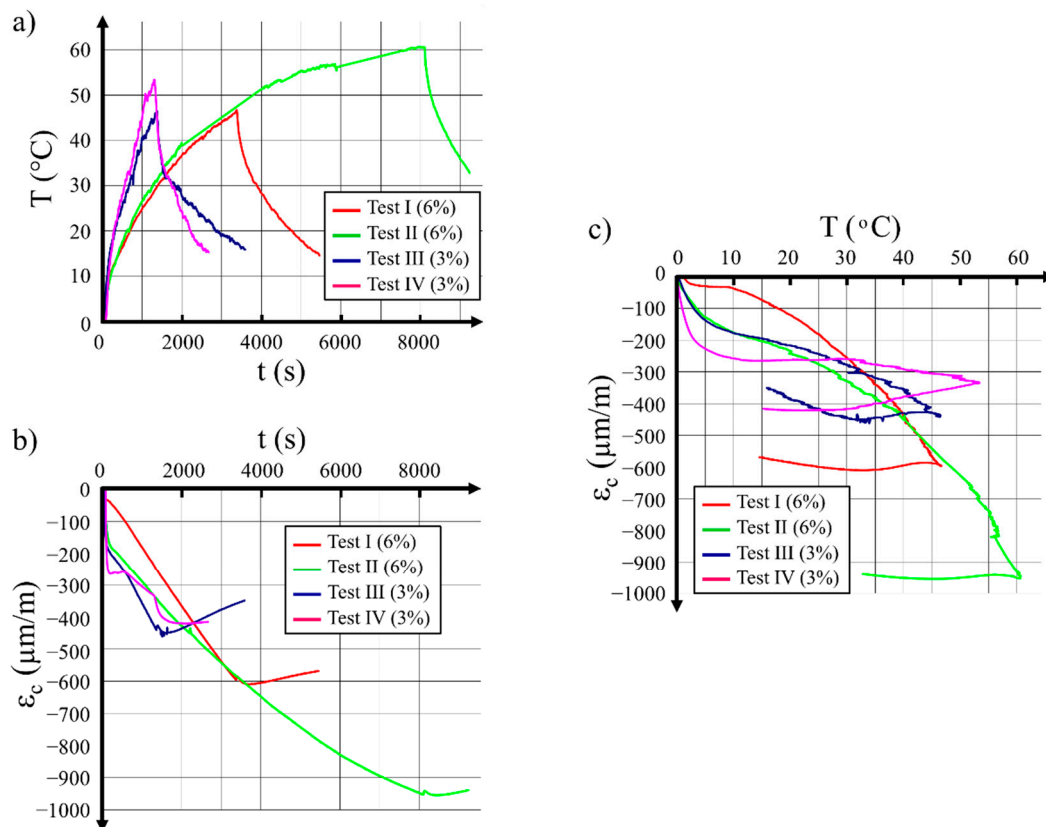 a)
T (°C)
60
50
40
30
20
10
0
0
2000
4000
6000
8000
t (s)
Test I (6%)
Test II (6%)
Test III (3%)
Test IV (3%)
b)
t (s)
0
2000
4000
6000
8000
εc (μm/m)
0
−100
−200
−300
−400
−500
−600
−700
−800
−900
−1000
Test I (6%)
Test II (6%)
Test III (3%)
Test IV (3%)
c)
T (°C)
0
10
20
30
40
50
60
εc (μm/m)
0
−100
−200
−300
−400
−500
−600
−700
−800
−900
−1000
Test I (6%)
Test II (6%)
Test III (3%)
Test IV (3%)